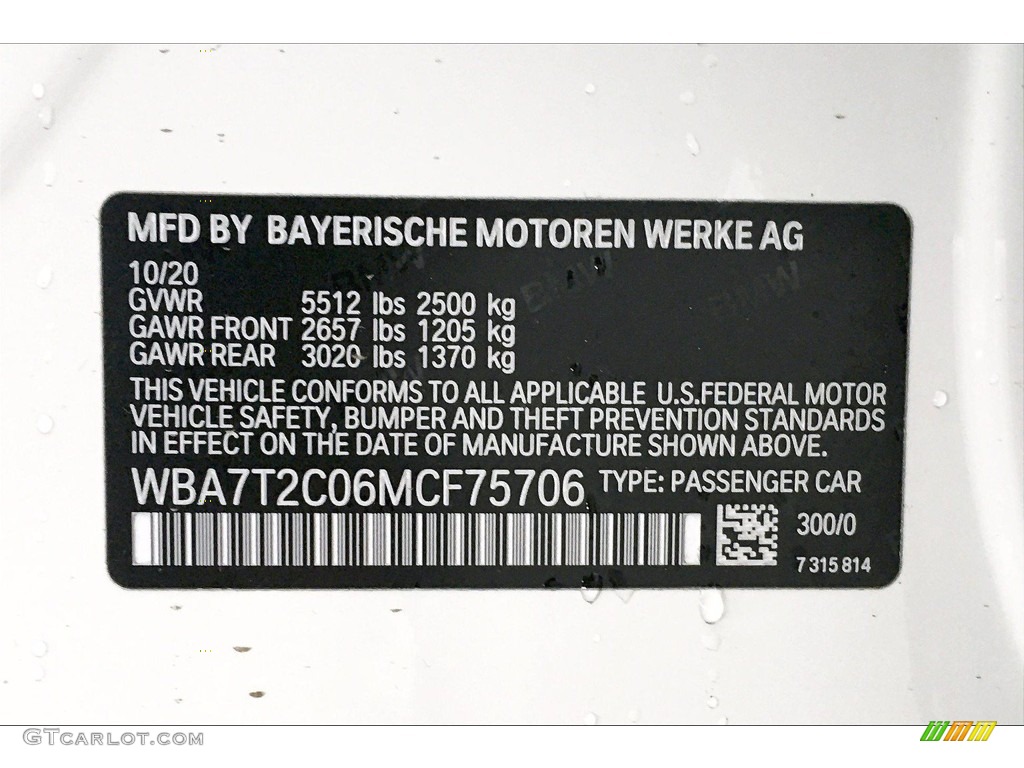 MFD BY BAYERISCHE MOTOREN WERKE AG
10/20
GVWR 5512 lbs 2500 kg
GAWR FRONT 2657 lbs 1205 kg
GAWR REAR 3020 lbs 1370 kg
THIS VEHICLE CONFORMS TO ALL APPLICABLE U.S.FEDERAL MOTOR
VEHICLE SAFETY, BUMPER AND THEFT PREVENTION STANDARDS
IN EFFECT ON THE DATE OF MANUFACTURE SHOWN ABOVE.
WBA7T2C06MCF75706 TYPE: PASSENGER CAR
300/0
7 315 814
GTCARLOT.COM